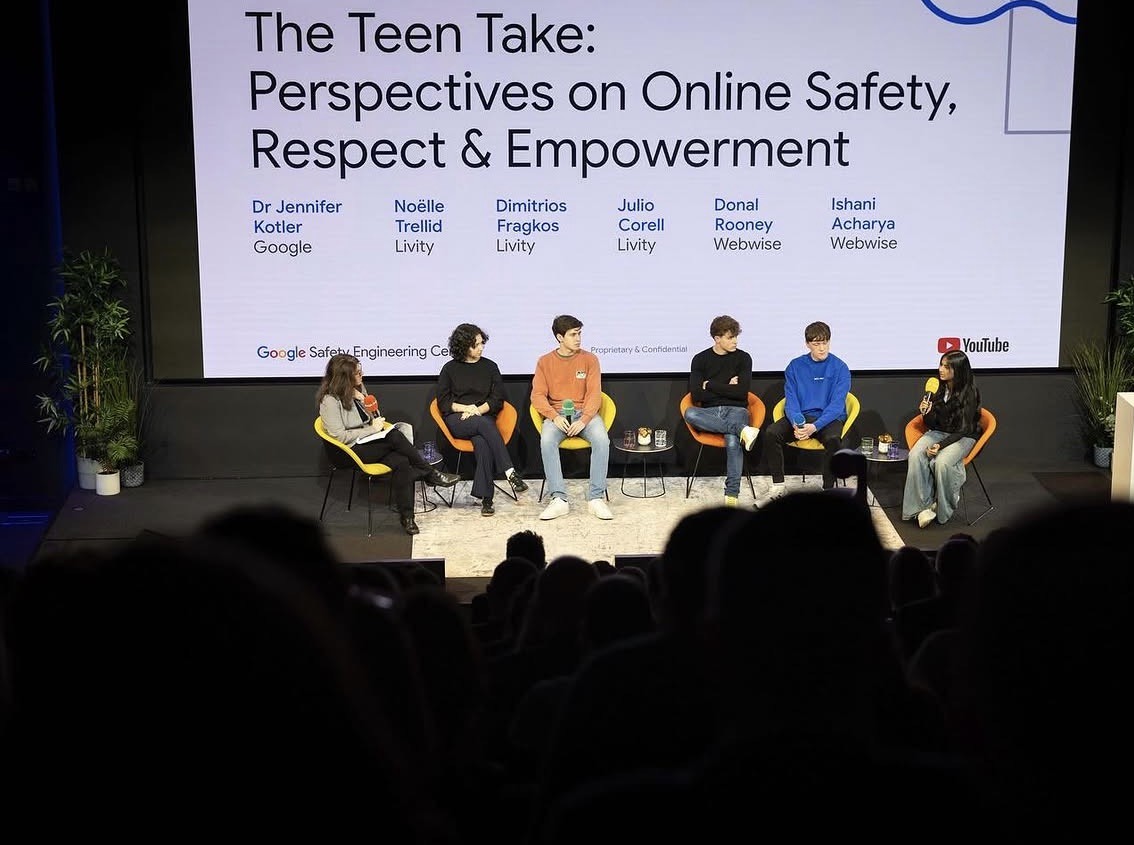 The Teen Take:
Perspectives on Online Safety,
Respect & Empowerment
Dr Jennifer
Kotler
Google
Noëlle
Trellid
Livity
Dimitrios
Fragkos
Livity
Julio
Corell
Livity
Donal
Rooney
Webwise
Ishani
Acharya
Webwise
Google Safety Engineering
Proprietary & Confidential
YouTube